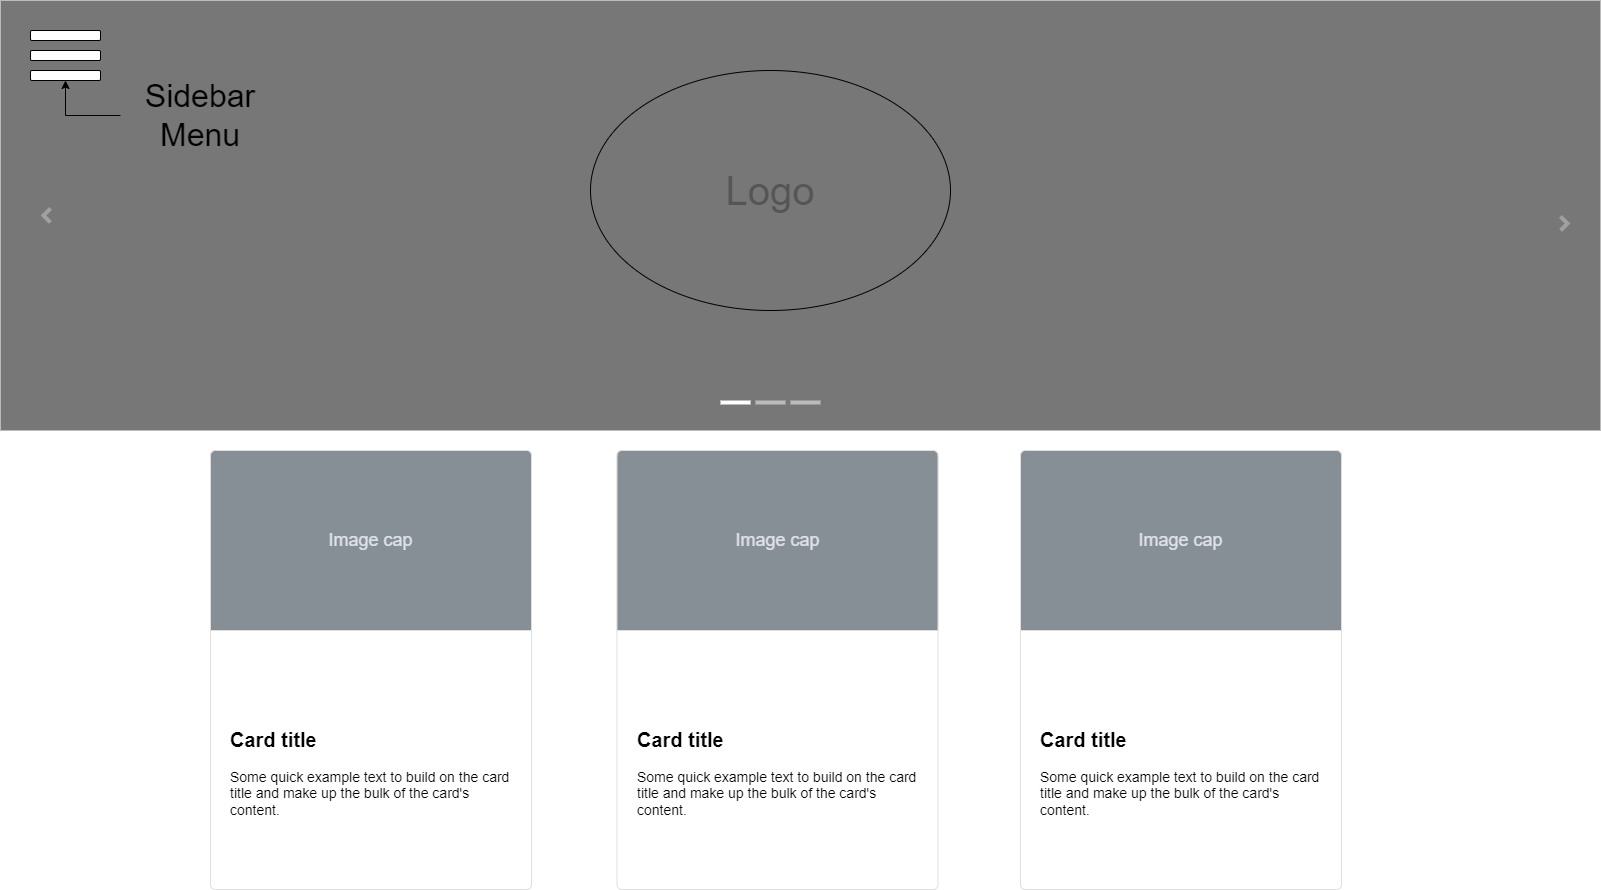 Sidebar
Menu
Logo
Image cap
Image cap
Image cap
Card title
Some quick example text to build on the card
title and make up the bulk of the card's
content.
Card title
Some quick example text to build on the card
title and make up the bulk of the card's
content.
Card title
Some quick example text to build on the card
title and make up the bulk of the card's
content.